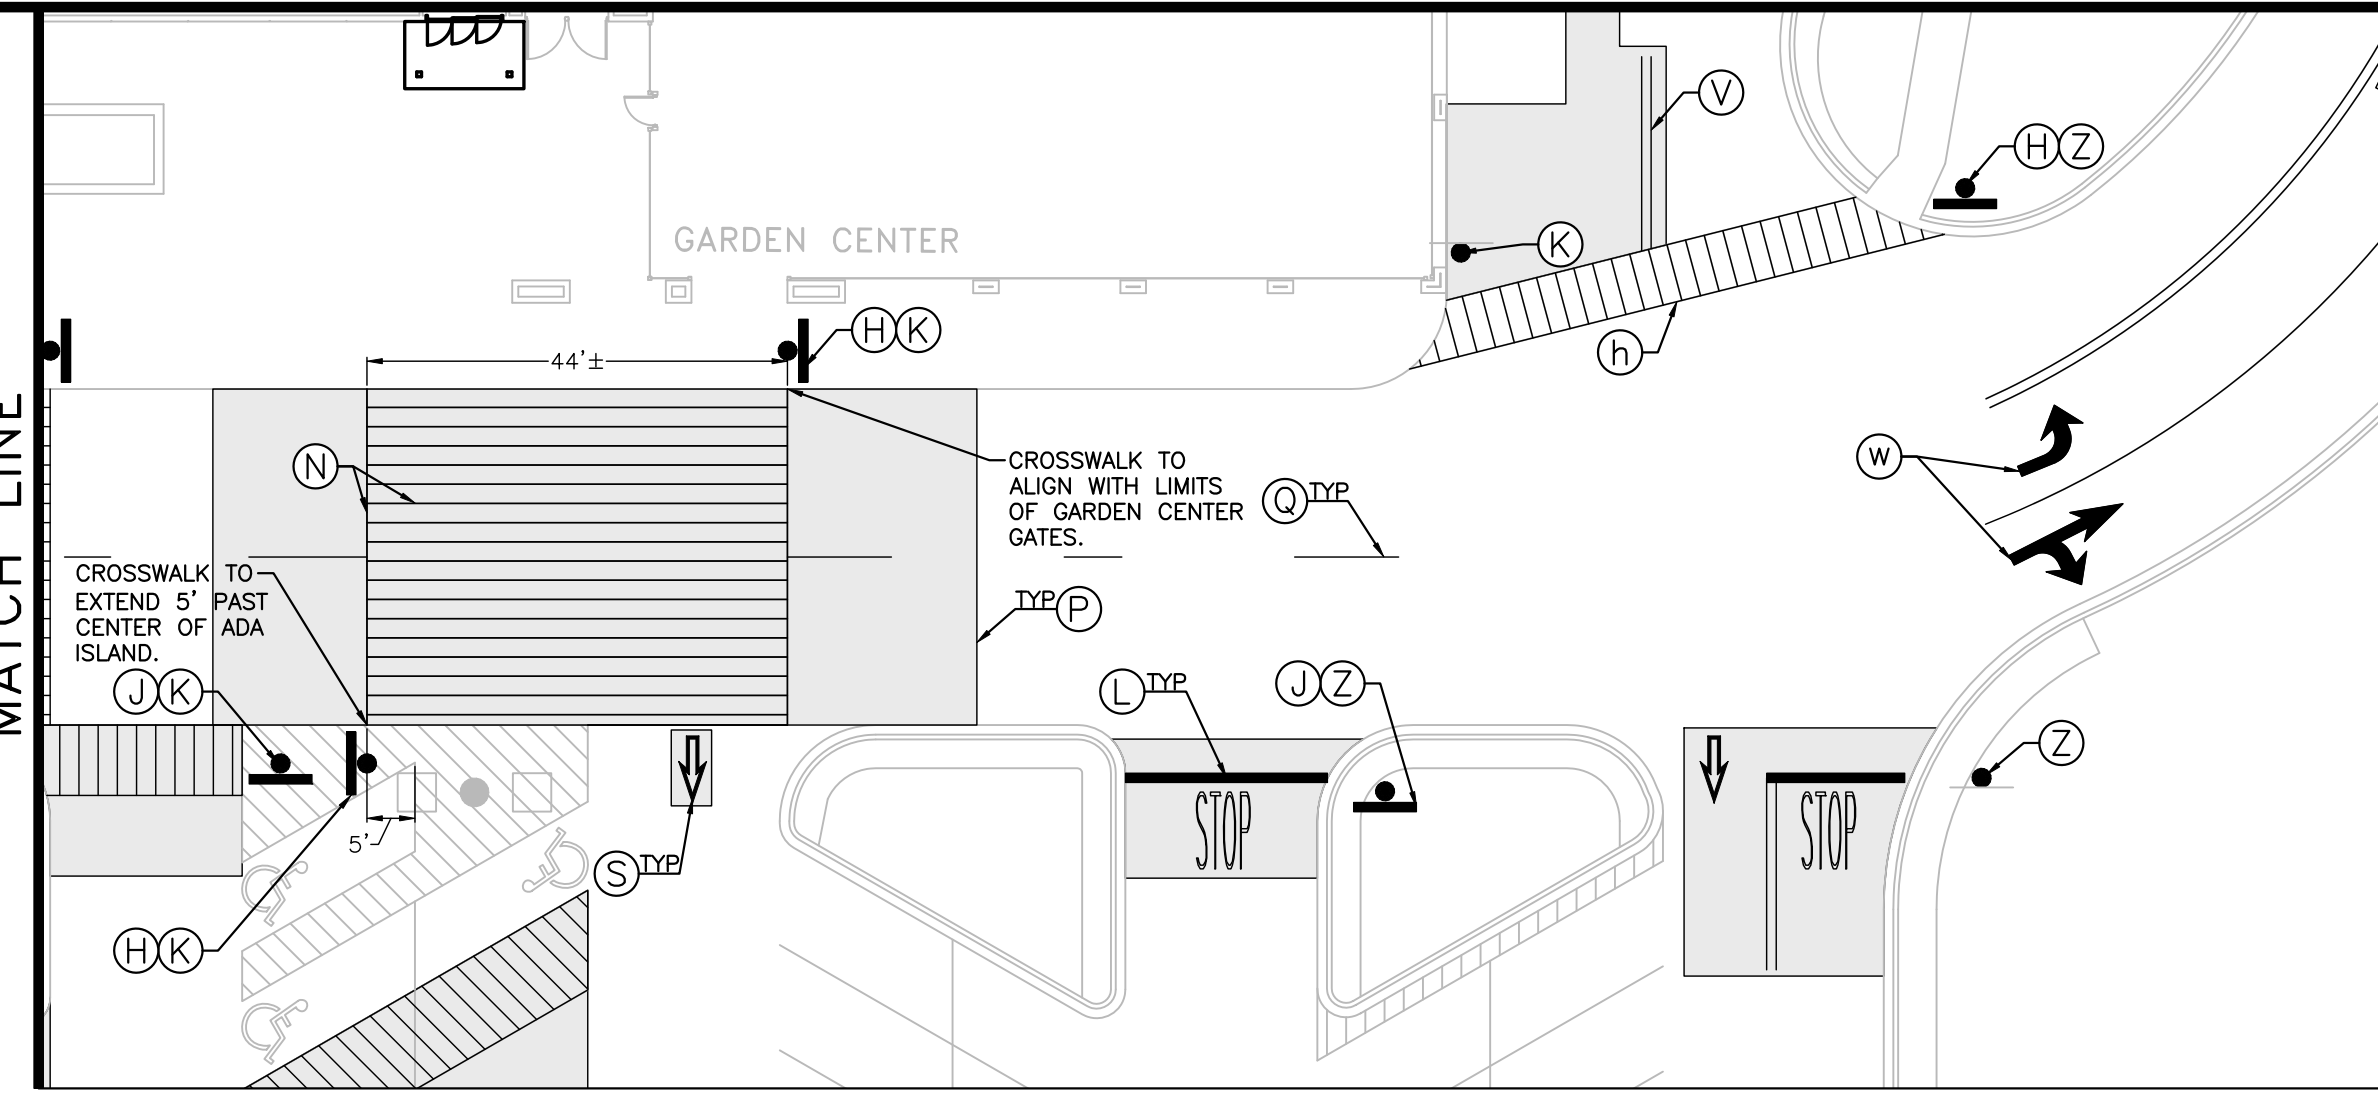 V
H Z
GARDEN CENTER
K
H K
44'±
h
MATCH LINE
N
CROSSWALK TO
ALIGN WITH LIMITS
OF GARDEN CENTER
GATES.
Q TYP
W
CROSSWALK TO
EXTEND 5' PAST
CENTER OF ADA
ISLAND.
TYP P
J K
L TYP
J Z
Z
STOP
STOP
5'
S TYP
H K